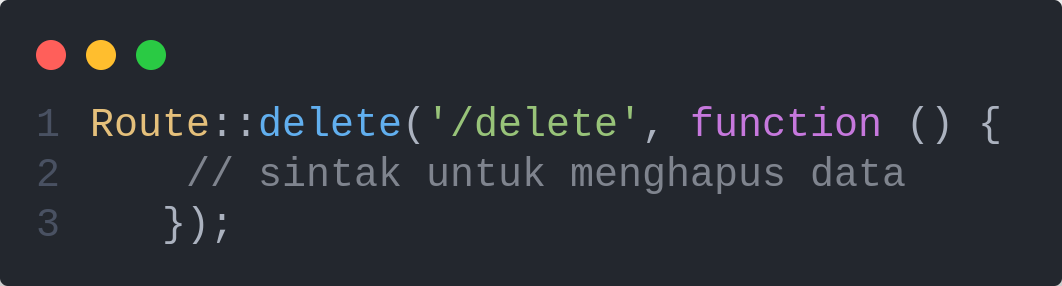 1 Route::delete('/delete', function () {
2     // sintak untuk menghapus data
3    });